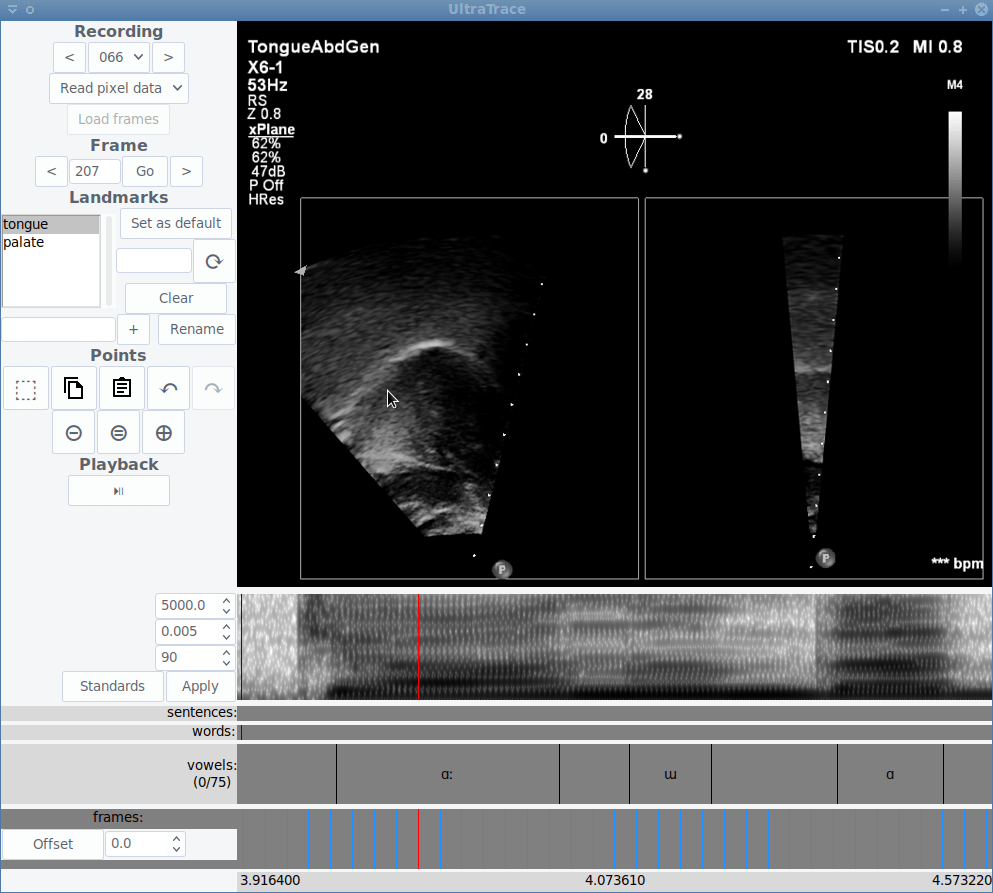 UltraTrace
Recording
< 066 >
Read pixel data
Load frames
Frame
< 207 Go >
Landmarks
tongue
palate
Set as default
Clear
+ Rename
Points
Playback
TongueAbdGen
TIS0.2 MI 0.8
X6-1
53Hz
RS
Z 0.8
xPlane
62%
62%
47dB
P Off
HRes
M4
28
0
P
P
*** bpm
5000.0
0.005
90
Standards Apply
sentences:
words:
vowels:
(0/75)
ɑː ɯ ɑ
frames:
Offset 0.0
3.916400 4.073610 4.573220